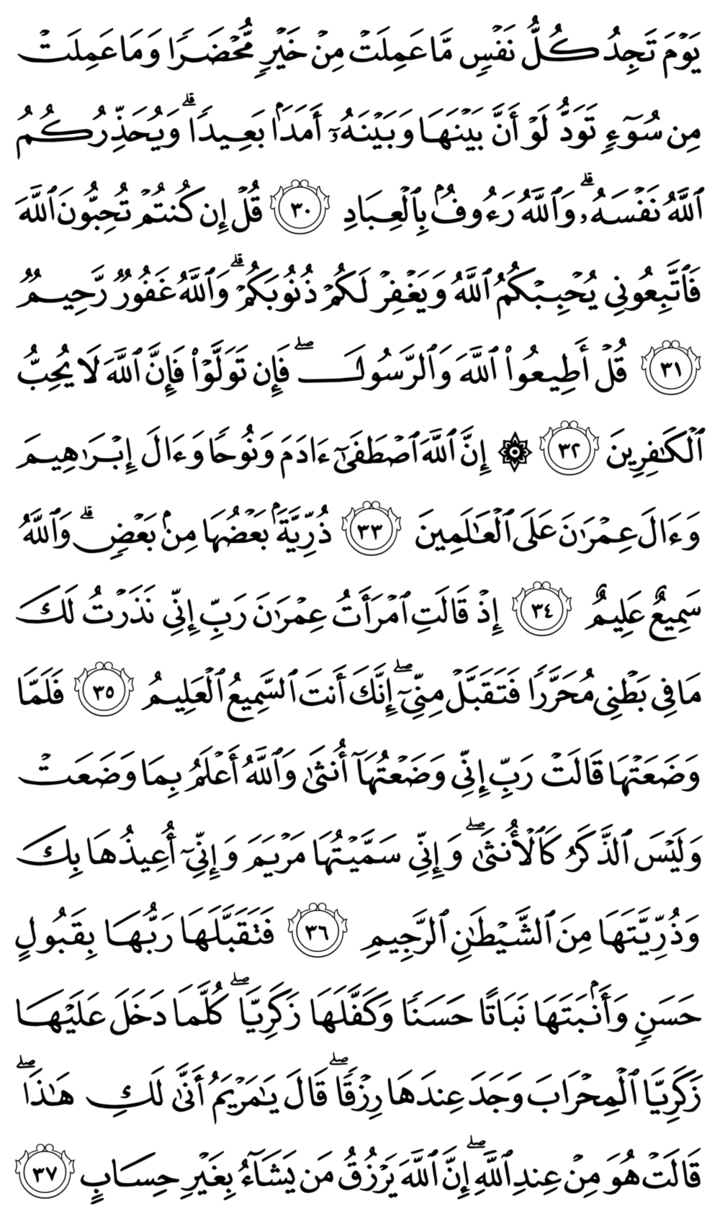 يَوْمَ تَجِدُ كُلُّ نَفْسٍ مَّا عَمِلَتْ مِنْ خَيْرٍ مُّحْضَرًا وَمَا عَمِلَتْ
مِن سُوٓءٍ تَوَدُّ لَوْ أَنَّ بَيْنَهَا وَبَيْنَهُۥٓ أَمَدًۢا بَعِيدًا ۗ وَيُحَذِّرُكُمُ
ٱللَّهُ نَفْسَهُۥ ۗ وَٱللَّهُ رَءُوفٌۢ بِٱلْعِبَادِ ٣٠ قُلْ إِن كُنتُمْ تُحِبُّونَ ٱللَّهَ
فَٱتَّبِعُونِي يُحْبِبْكُمُ ٱللَّهُ وَيَغْفِرْ لَكُمْ ذُنُوبَكُمْ ۗ وَٱللَّهُ غَفُورٌ رَّحِيمٌ
٣١ قُلْ أَطِيعُوا۟ ٱللَّهَ وَٱلرَّسُولَ ۖ فَإِن تَوَلَّوْا۟ فَإِنَّ ٱللَّهَ لَا يُحِبُّ
ٱلْكَٰفِرِينَ ٣٢ ۞ إِنَّ ٱللَّهَ ٱصْطَفَىٰٓ ءَادَمَ وَنُوحًا وَءَالَ إِبْرَٰهِيمَ
وَءَالَ عِمْرَٰنَ عَلَى ٱلْعَٰلَمِينَ ٣٣ ذُرِّيَّةًۢ بَعْضُهَا مِنۢ بَعْضٍ ۗ وَٱللَّهُ
سَمِيعٌ عَلِيمٌ ٣٤ إِذْ قَالَتِ ٱمْرَأَتُ عِمْرَٰنَ رَبِّ إِنِّي نَذَرْتُ لَكَ
مَا فِي بَطْنِي مُحَرَّرًا فَتَقَبَّلْ مِنِّيٓ ۖ إِنَّكَ أَنتَ ٱلسَّمِيعُ ٱلْعَلِيمُ ٣٥ فَلَمَّا
وَضَعَتْهَا قَالَتْ رَبِّ إِنِّي وَضَعْتُهَآ أُنثَىٰ وَٱللَّهُ أَعْلَمُ بِمَا وَضَعَتْ
وَلَيْسَ ٱلذَّكَرُ كَٱلْأُنثَىٰ ۖ وَإِنِّي سَمَّيْتُهَا مَرْيَمَ وَإِنِّيٓ أُعِيذُهَا بِكَ
وَذُرِّيَّتَهَا مِنَ ٱلشَّيْطَٰنِ ٱلرَّجِيمِ ٣٦ فَتَقَبَّلَهَا رَبُّهَا بِقَبُولٍ
حَسَنٍ وَأَنۢبَتَهَا نَبَاتًا حَسَنًا وَكَفَّلَهَا زَكَرِيَّا ۖ كُلَّمَا دَخَلَ عَلَيْهَا
زَكَرِيَّا ٱلْمِحْرَابَ وَجَدَ عِندَهَا رِزْقًا ۖ قَالَ يَٰمَرْيَمُ أَنَّىٰ لَكِ هَٰذَا ۖ
قَالَتْ هُوَ مِنْ عِندِ ٱللَّهِ ۖ إِنَّ ٱللَّهَ يَرْزُقُ مَن يَشَآءُ بِغَيْرِ حِسَابٍ ٣٧